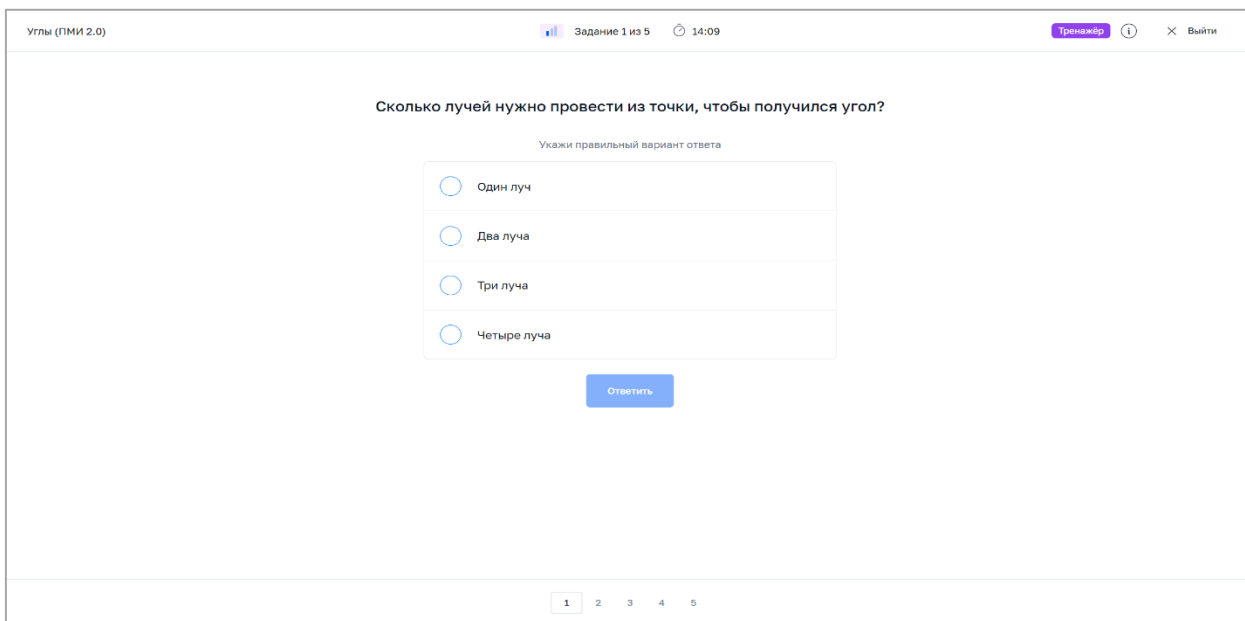 Углы (ПМИ 2.0)
Задание 1 из 5
14:09
Тренажёр
Выйти
Сколько лучей нужно провести из точки, чтобы получился угол?
Укажи правильный вариант ответа
Один луч
Два луча
Три луча
Четыре луча
Ответить
1 2 3 4 5